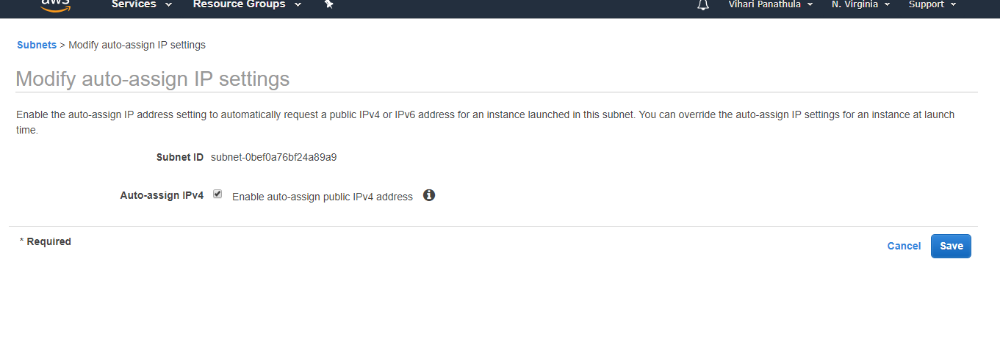 aws Services Resource Groups Vihari Panathula N. Virginia Support
Subnets > Modify auto-assign IP settings
Modify auto-assign IP settings
Enable the auto-assign IP address setting to automatically request a public IPv4 or IPv6 address for an instance launched in this subnet. You can override the auto-assign IP settings for an instance at launch
time.
Subnet ID subnet-0bef0a76bf24a89a9
Auto-assign IPv4 Enable auto-assign public IPv4 address
* Required
Cancel Save